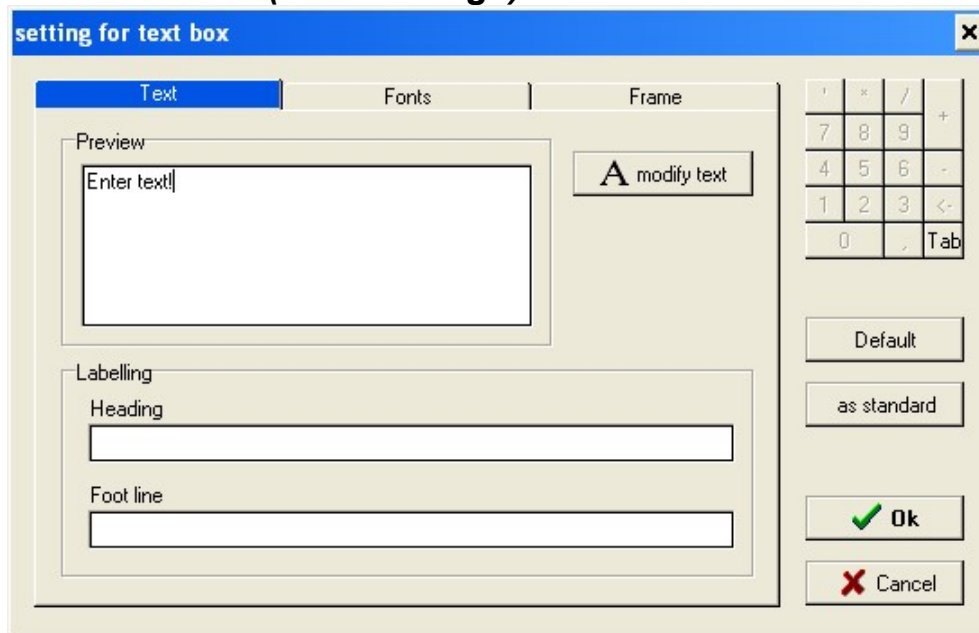 setting for text box
Text Fonts Frame
Preview
Enter text!
A modify text
Labelling
Heading
Foot line
' * /
7 8 9 +
4 5 6 -
1 2 3 <-
0 , Tab
Default
as standard
Ok
Cancel